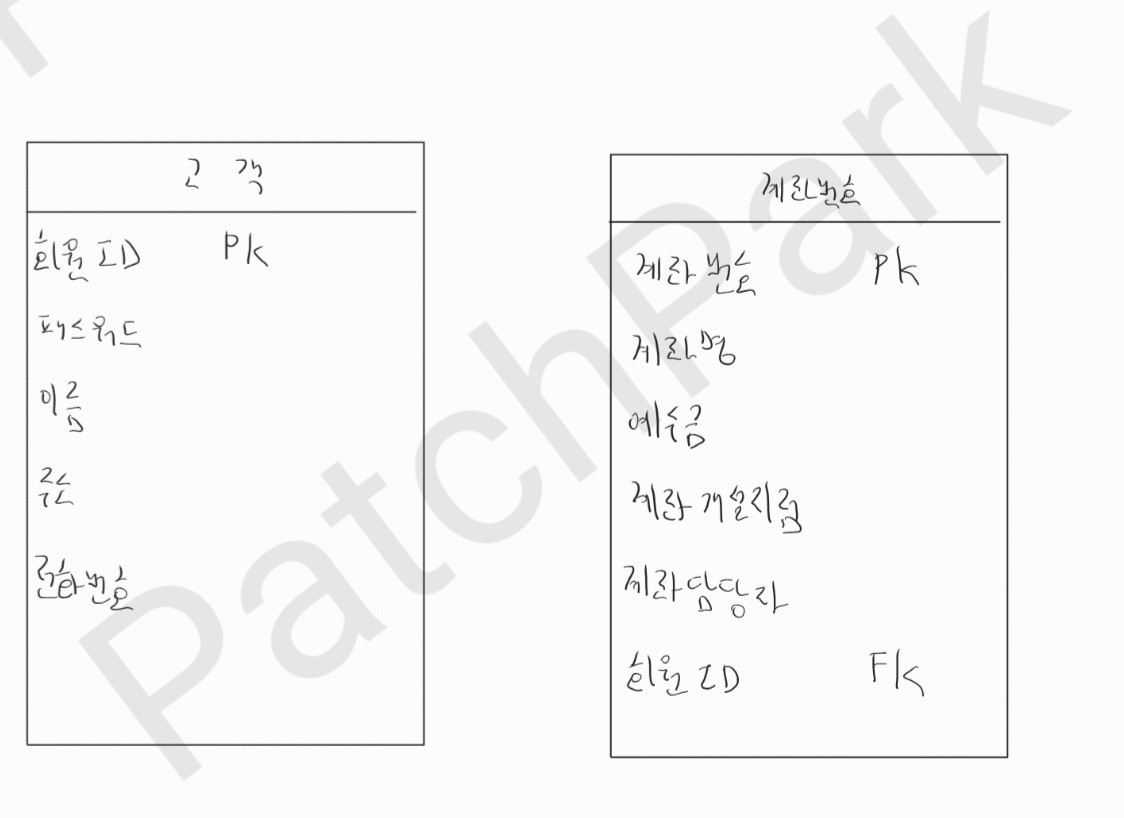 고객
회원 ID PK
패스워드
이름
주소
전화번호
계좌번호
계좌 번호 PK
계좌명
예수금
계좌 개설지점
계좌담당자
회원 ID FK
PatchPark